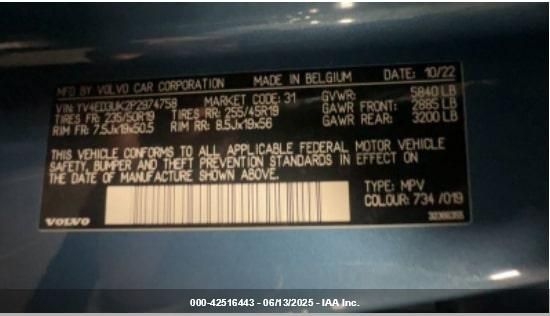 MFD BY VOLVO CAR CORPORATION MADE IN BELGIUM DATE: 10/22
VIN: YV4ED3UK2P2974758 MARKET CODE: 31 GVWR: 5840 LB
TIRES FR: 235/50R19 TIRES RR: 255/45R19 GAWR FRONT: 2885 LB
RIM FR: 7.5Jx19x50.5 RIM RR: 8.5Jx19x56 GAWR REAR: 3200 LB
THIS VEHICLE CONFORMS TO ALL APPLICABLE FEDERAL MOTOR VEHICLE
SAFETY, BUMPER AND THEFT PREVENTION STANDARDS IN EFFECT ON
THE DATE OF MANUFACTURE SHOWN ABOVE.
TYPE: MPV
COLOUR: 734 /019
VOLVO
000-42516443 - 06/13/2025 - IAA Inc.